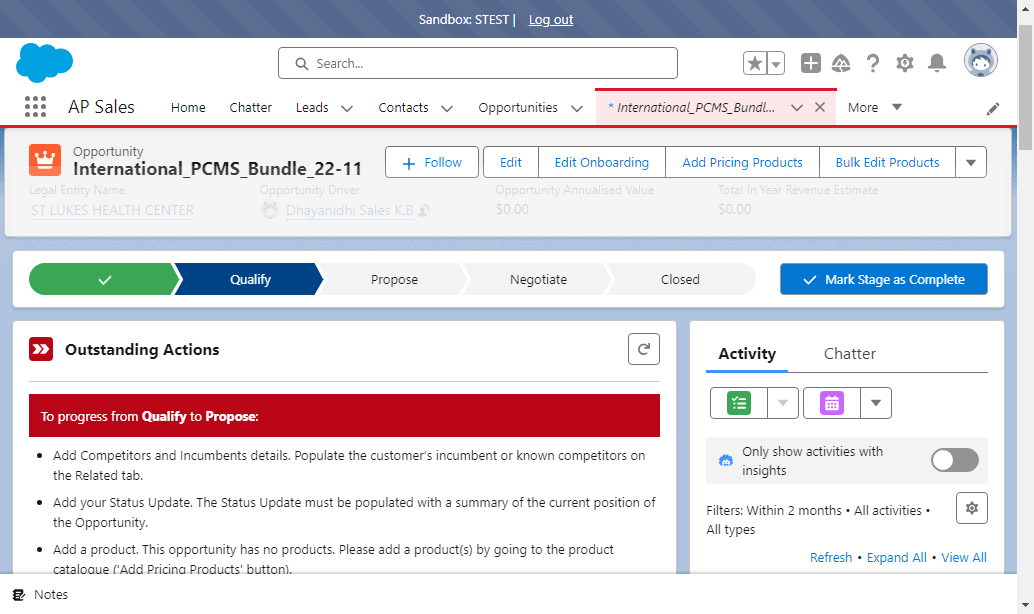 Sandbox: STEST | Log out
Search...
AP Sales Home Chatter Leads Contacts Opportunities * International_PCMS_Bundl... More
Opportunity
International_PCMS_Bundle_22-11
Follow Edit Edit Onboarding Add Pricing Products Bulk Edit Products
Legal Entity Name Opportunity Driver Opportunity Annualised Value Total In Year Revenue Estimate
ST LUKES HEALTH CENTER Dhayanidhi Sales K.B $0.00 $0.00
Qualify Propose Negotiate Closed Mark Stage as Complete
Outstanding Actions
To progress from Qualify to Propose:
• Add Competitors and Incumbents details. Populate the customer's incumbent or known competitors on
the Related tab.
• Add your Status Update. The Status Update must be populated with a summary of the current position of
the Opportunity.
• Add a product. This opportunity has no products. Please add a product(s) by going to the product
catalogue ('Add Pricing Products' button).
Activity Chatter
Only show activities with
insights
Filters: Within 2 months • All activities •
All types
Refresh • Expand All • View All
Notes